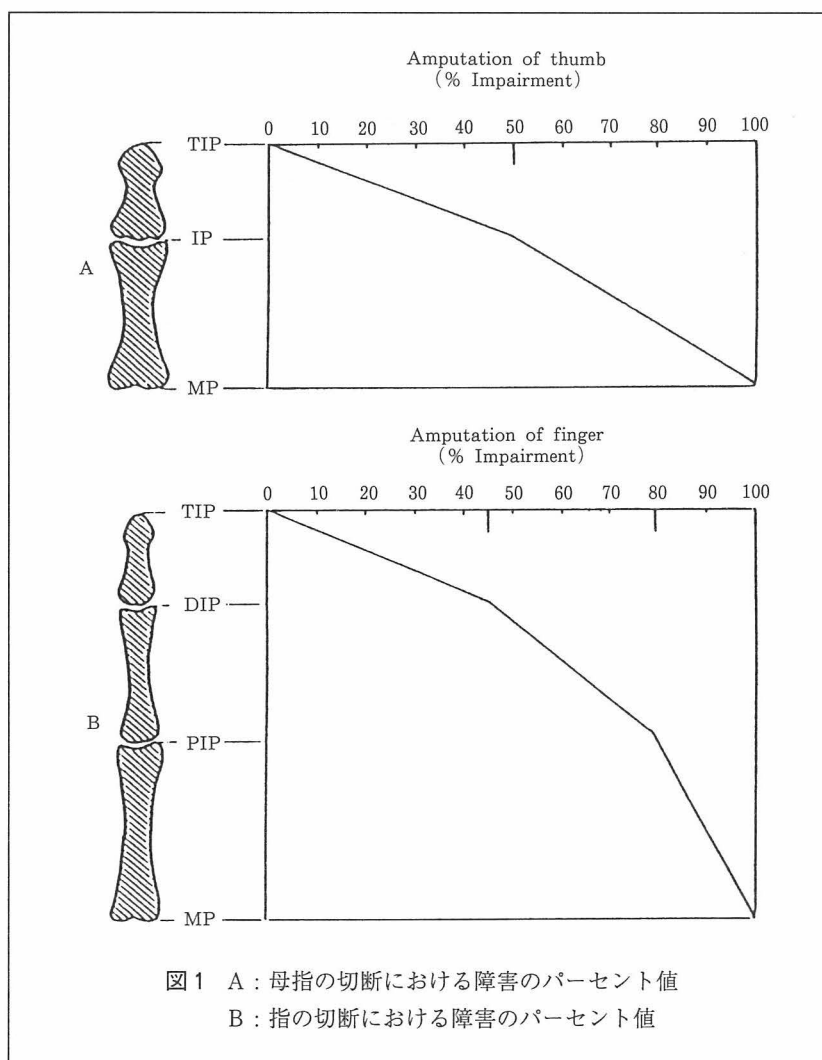 Amputation of thumb
(% Impairment)
0 10 20 30 40 50 60 70 80 90 100
TIP
IP
A
MP
Amputation of finger
(% Impairment)
0 10 20 30 40 50 60 70 80 90 100
TIP
DIP
B
PIP
MP
図1 A：母指の切断における障害のパーセント値
B：指の切断における障害のパーセント値